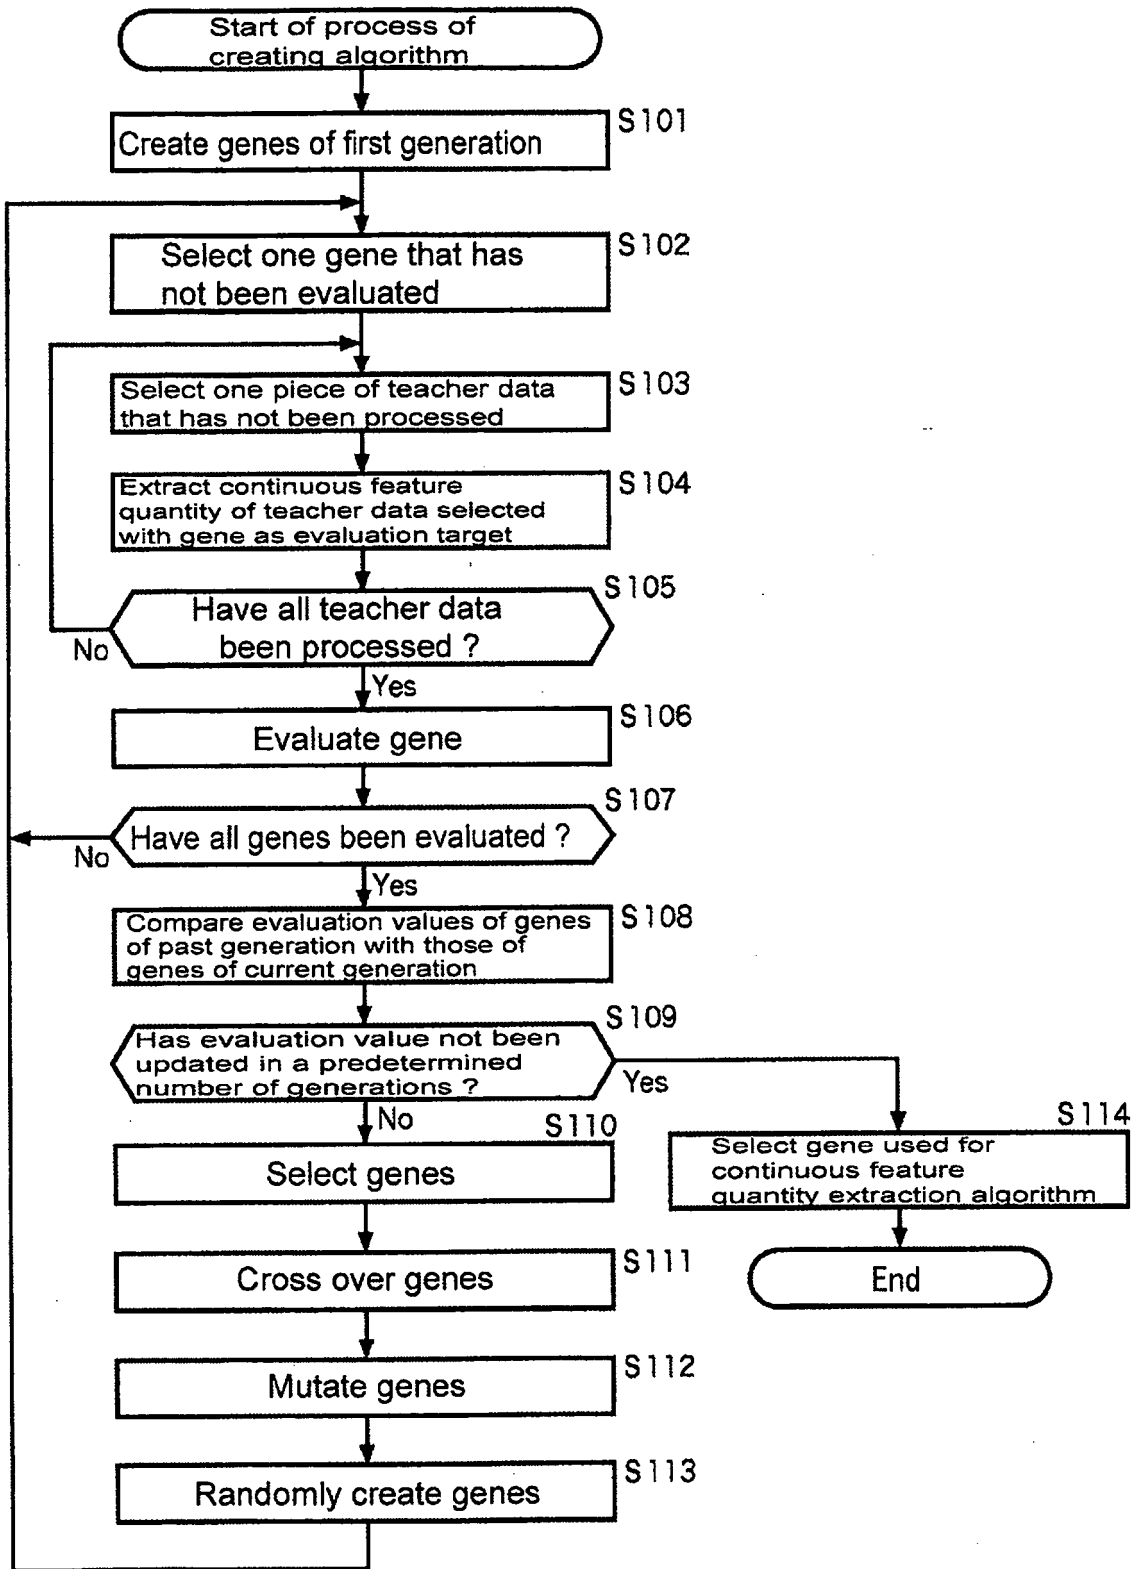 Start of process of
creating algorithm
S101
Create genes of first generation
S102
Select one gene that has
not been evaluated
S103
Select one piece of teacher data
that has not been processed
S104
Extract continuous feature
quantity of teacher data selected
with gene as evaluation target
S105
Have all teacher data
been processed ?
No
Yes
S106
Evaluate gene
S107
Have all genes been evaluated ?
No
Yes
S108
Compare evaluation values of genes
of past generation with those of
genes of current generation
S109
Has evaluation value not been
updated in a predetermined
number of generations ?
Yes
No
S110
Select genes
S114
Select gene used for
continuous feature
quantity extraction algorithm
S111
Cross over genes
End
S112
Mutate genes
S113
Randomly create genes